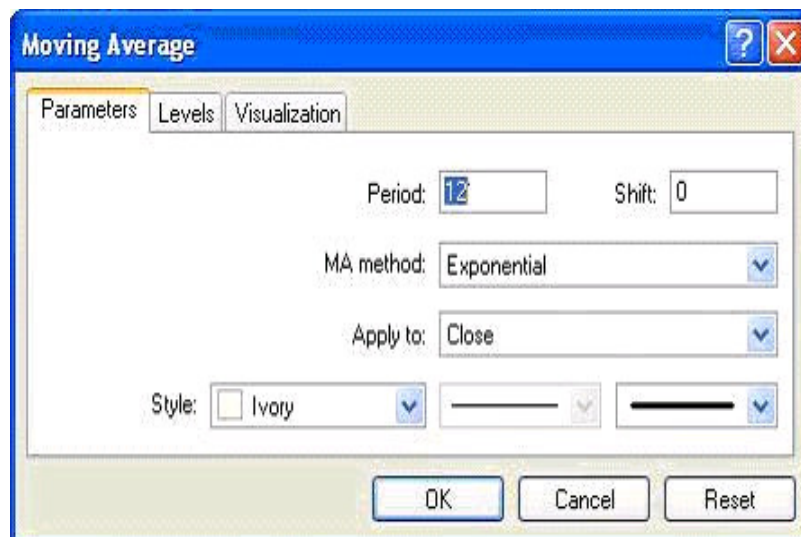 Moving Average
Parameters Levels Visualization
Period: 12 Shift: 0
MA method: Exponential
Apply to: Close
Style: Ivory
OK Cancel Reset